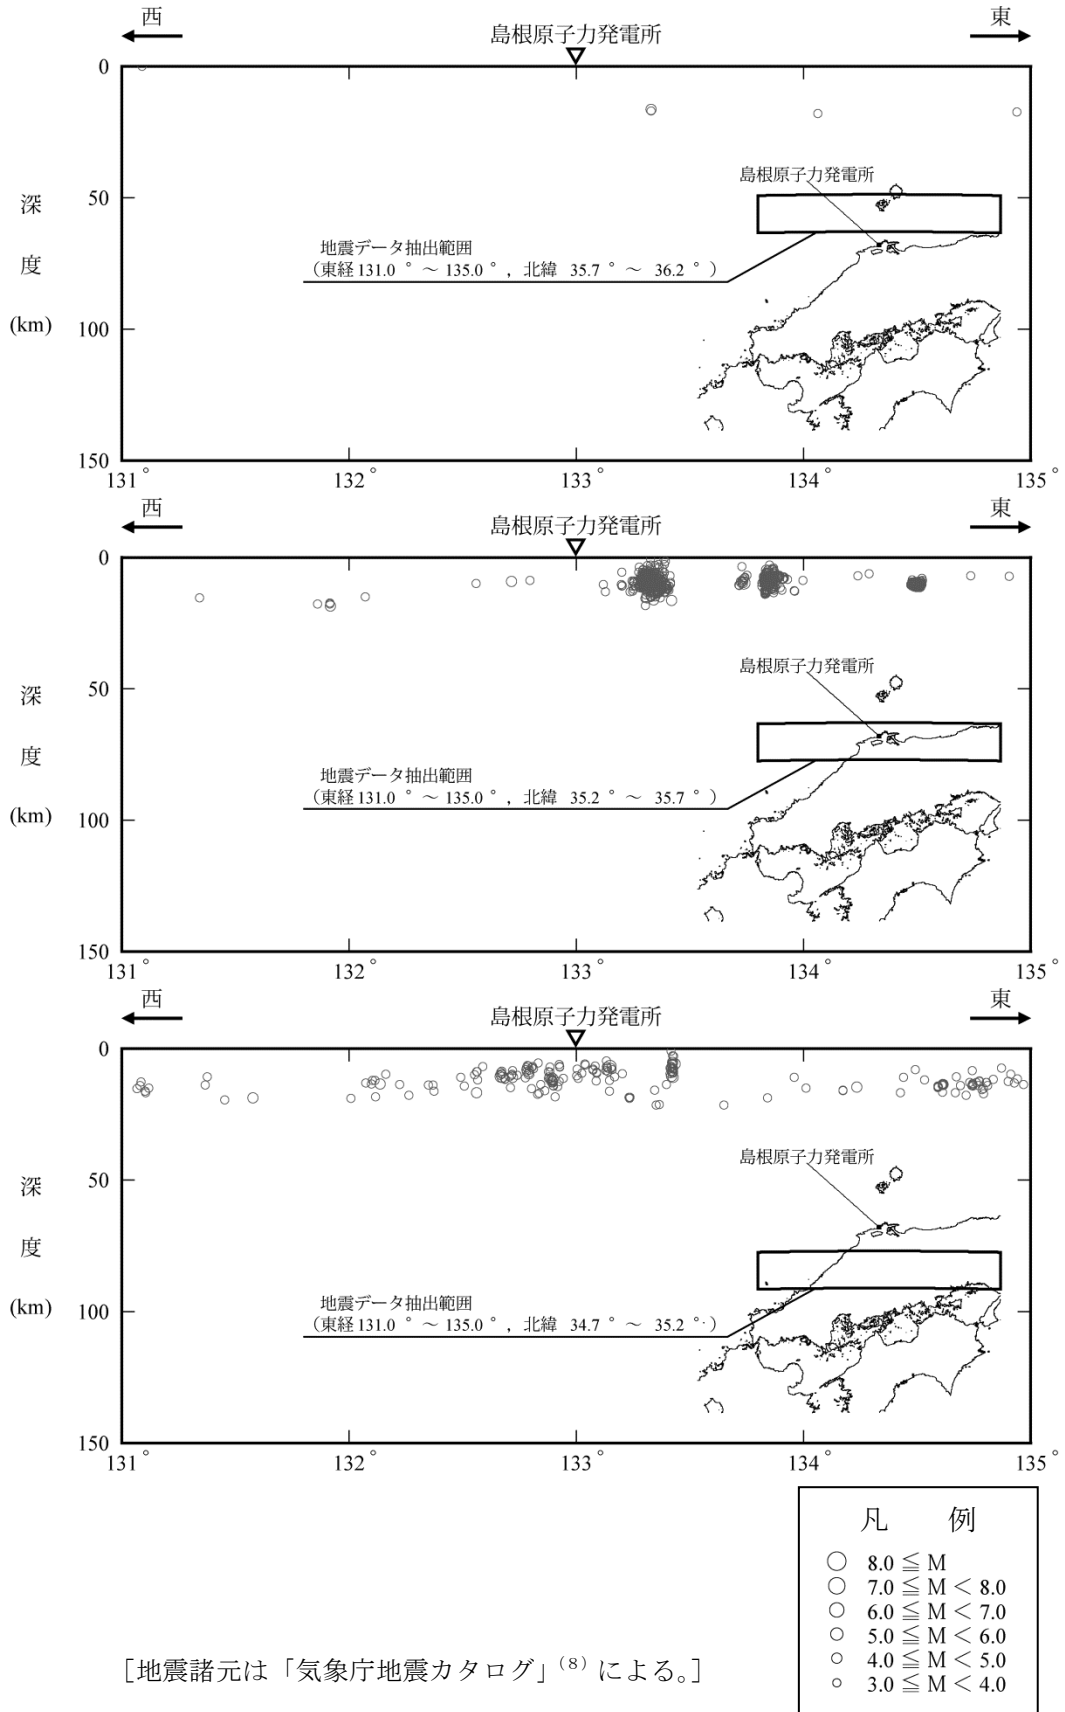 西
島根原子力発電所
東
0
50
100
150
深
度
(km)
島根原子力発電所
地震データ抽出範囲
(東経131.0 ° ～ 135.0 ° , 北緯 35.7 ° ～ 36.2 ° )
131 °
132 °
133 °
134 °
135 °
西
島根原子力発電所
東
0
50
100
150
深
度
(km)
島根原子力発電所
地震データ抽出範囲
(東経131.0 ° ～ 135.0 ° , 北緯 35.2 ° ～ 35.7 ° )
131 °
132 °
133 °
134 °
135 °
西
島根原子力発電所
東
0
50
100
150
深
度
(km)
島根原子力発電所
地震データ抽出範囲
(東経131.0 ° ～135.0 ° , 北緯 34.7 ° ～ 35.2 ° )
131 °
132 °
133 °
134 °
135 °
凡 例
8.0 ≦ M
7.0 ≦ M < 8.0
6.0 ≦ M < 7.0
5.0 ≦ M < 6.0
4.0 ≦ M < 5.0
3.0 ≦ M < 4.0
［地震諸元は「気象庁地震カタログ」(8) による。］